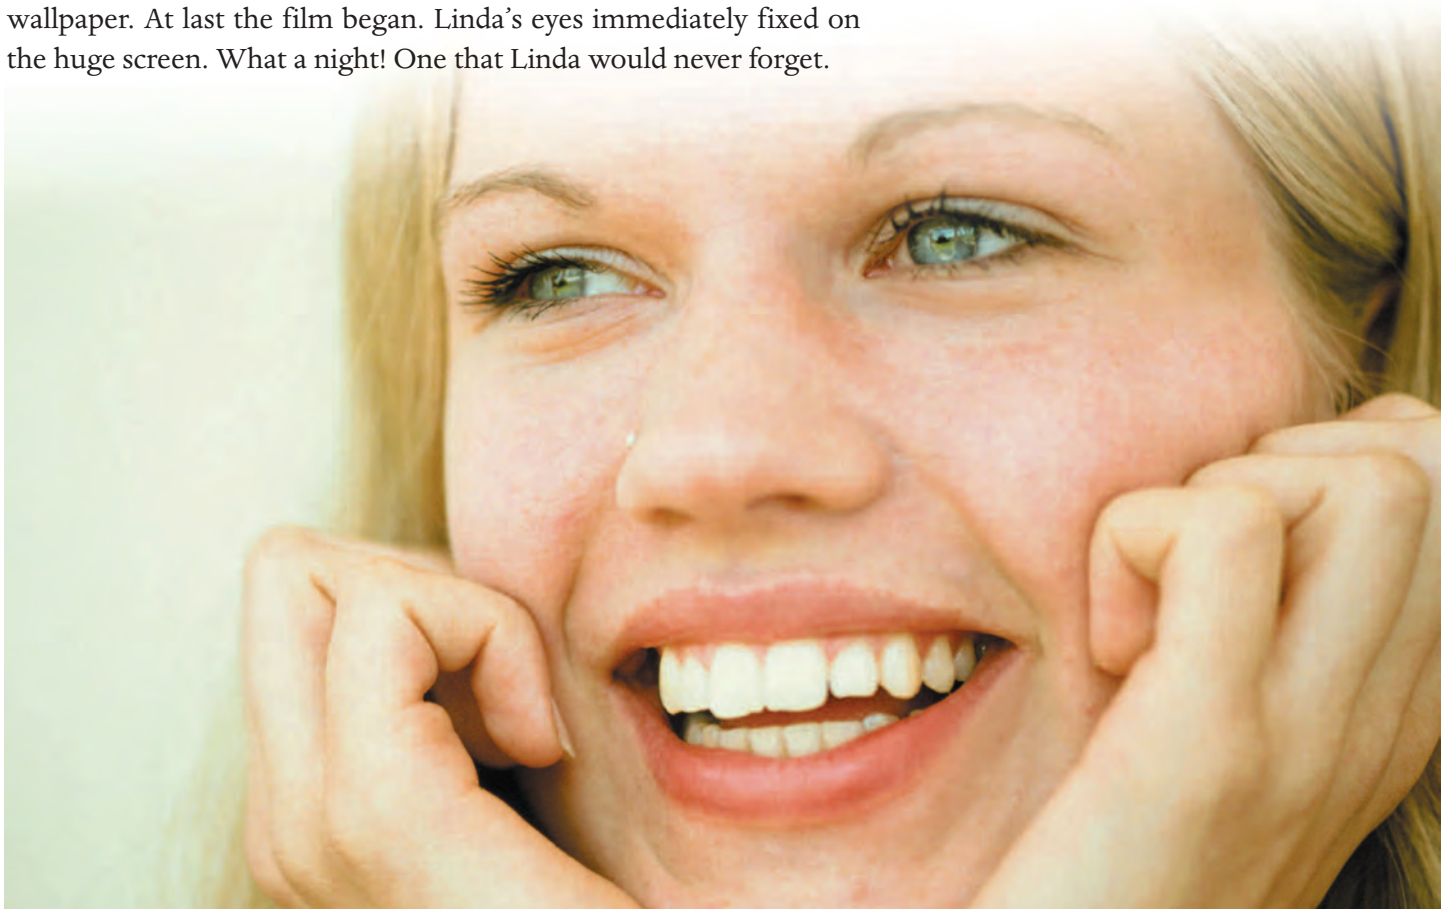 wallpaper. At last the film began. Linda’s eyes immediately fixed on
the huge screen. What a night! One that Linda would never forget.